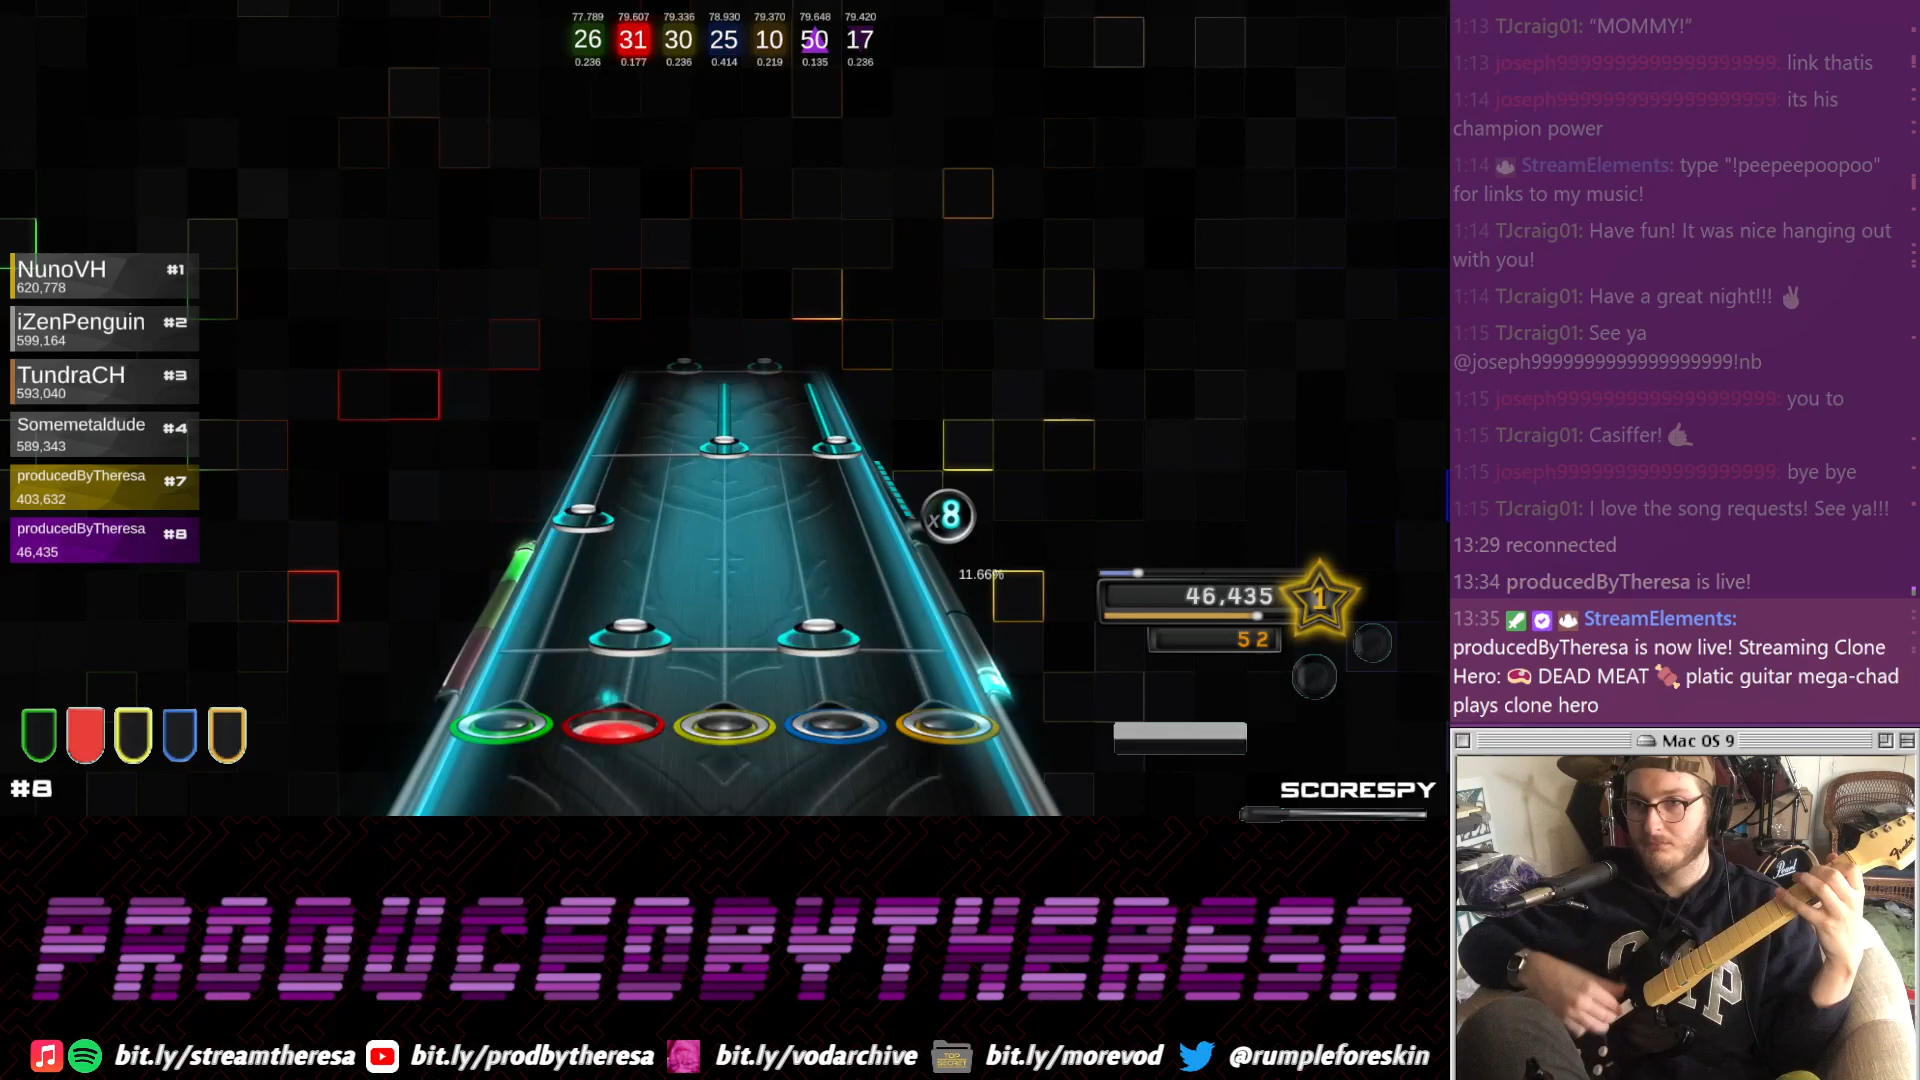 77.789 79.607 79.336 78.930 79.370 79.648 79.420
26 31 30 25 10 50 17
0.236 0.177 0.236 0.414 0.219 0.135 0.236
NunoVH #1
620,778
iZenPenguin #2
599,164
TundraCH #3
593,040
Somemetaldude #4
589,343
producedByTheresa #7
403,632
producedByTheresa #8
46,435
x8
11.66%
46,435
1
52
#8
SCORESPY
1:13 TJcraig01: “MOMMY!”
1:13 joseph9999999999999999999: link thatis
1:14 joseph9999999999999999999: its his
champion power
1:14 StreamElements: type "!peepeepoopoo"
for links to my music!
1:14 TJcraig01: Have fun! It was nice hanging out
with you!
1:14 TJcraig01: Have a great night!!! ✌
1:15 TJcraig01: See ya
@joseph9999999999999999999!nb
1:15 joseph9999999999999999999: you to
1:15 TJcraig01: Casiffer! 🤙
1:15 joseph9999999999999999999: bye bye
1:15 TJcraig01: I love the song requests! See ya!!!
13:29 reconnected
13:34 producedByTheresa is live!
13:35 StreamElements:
producedByTheresa is now live! Streaming Clone
Hero: 🥩 DEAD MEAT 🍖 platic guitar mega-chad
plays clone hero
Mac OS 9
Fender
Pearl
PRODUCEDBYTHERESA
bit.ly/streamtheresa bit.ly/prodbytheresa bit.ly/vodarchive TOP SECRET bit.ly/morevod @rumpleforeskin